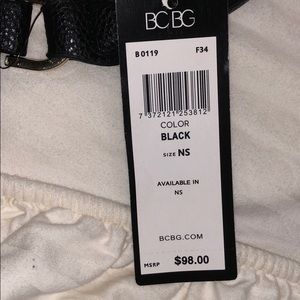 BCBG
B0119 F34
7 372121 253812
COLOR
BLACK
SIZE NS
AVAILABLE IN
NS
BCBG.COM
MSRP $98.00